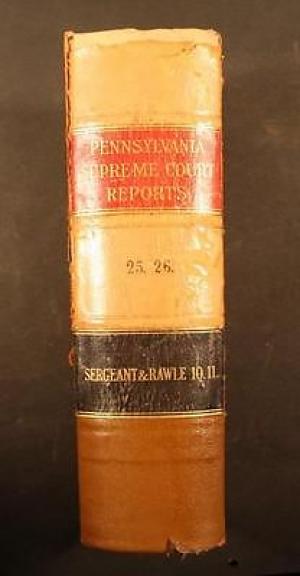 PENNSYLVANIA
SUPREME COURT
REPORTS
25. 26.
SERGEANT & RAWLE 10. 11